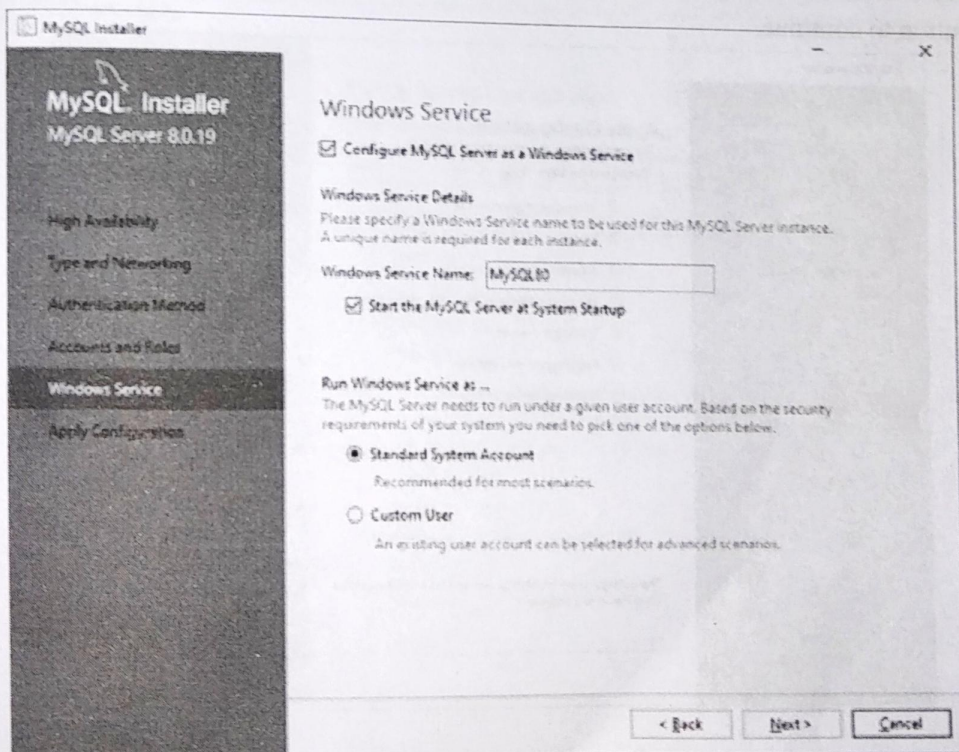 MySQL Installer
MySQL. Installer
MySQL Server 8.0.19
High Availability
Type and Networking
Authentication Method
Accounts and Roles
Windows Service
Apply Configuration
Windows Service
Configure MySQL Server as a Windows Service
Windows Service Details
Please specify a Windows Service name to be used for this MySQL Server instance.
A unique name is required for each instance.
Windows Service Name: MySQL80
Start the MySQL Server at System Startup
Run Windows Service as ...
The MySQL Server needs to run under a given user account. Based on the security
requirements of your system you need to pick one of the options below.
Standard System Account
Recommended for most scenarios.
Custom User
An existing user account can be selected for advanced scenarios.
< Back
Next >
Cancel